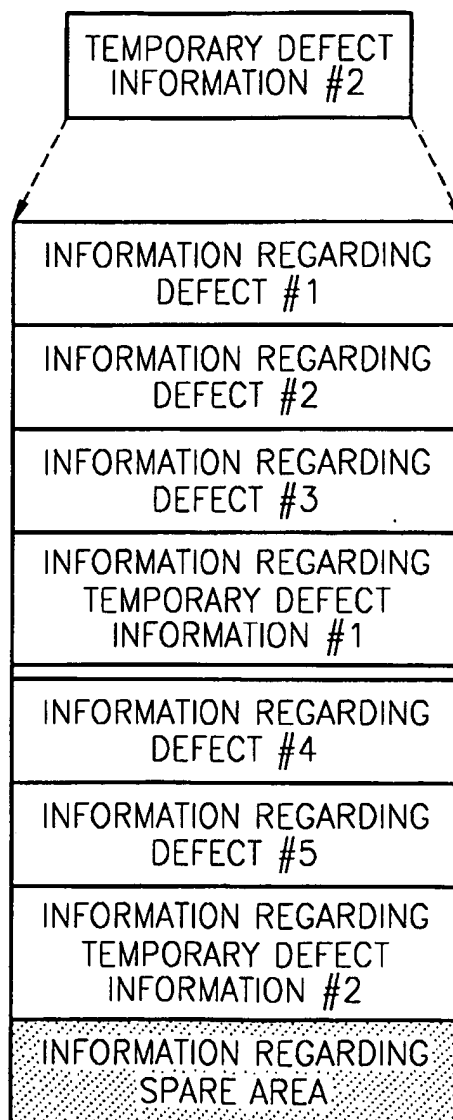 TEMPORARY DEFECT
INFORMATION #2
INFORMATION REGARDING
DEFECT #1
INFORMATION REGARDING
DEFECT #2
INFORMATION REGARDING
DEFECT #3
INFORMATION REGARDING
TEMPORARY DEFECT
INFORMATION #1
INFORMATION REGARDING
DEFECT #4
INFORMATION REGARDING
DEFECT #5
INFORMATION REGARDING
TEMPORARY DEFECT
INFORMATION #2
INFORMATION REGARDING
SPARE AREA